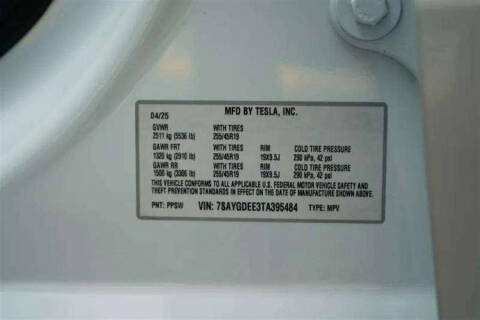 04/25 MFD BY TESLA, INC.
GVWR WITH TIRES
2511 kg (5536 lb) 255/45R19
GAWR FRT WITH TIRES RIM COLD TIRE PRESSURE
1320 kg (2910 lb) 255/45R19 19X9.5J 290 kPa, 42 psi
GAWR RR WITH TIRES RIM COLD TIRE PRESSURE
1500 kg (3306 lb) 255/45R19 19X9.5J 290 kPa, 42 psi
THIS VEHICLE CONFORMS TO ALL APPLICABLE U.S. FEDERAL MOTOR VEHICLE SAFETY AND
THEFT PREVENTION STANDARDS IN EFFECT ON THE DATE OF MANUFACTURE SHOWN ABOVE.
PNT: PPSW VIN: 7SAYGDEE3TA395484 TYPE: MPV